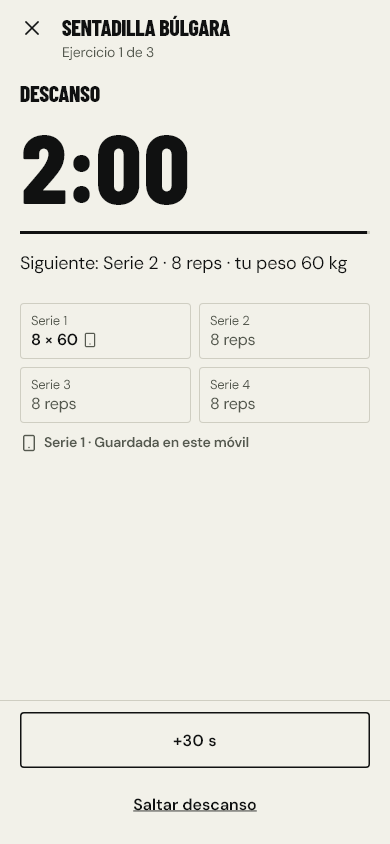 SENTADILLA BÚLGARA
Ejercicio 1 de 3
DESCANSO
2:00
Siguiente: Serie 2 · 8 reps · tu peso 60 kg
Serie 1
8 × 60
Serie 2
8 reps
Serie 3
8 reps
Serie 4
8 reps
Serie 1 · Guardada en este móvil
+30 s
Saltar descanso